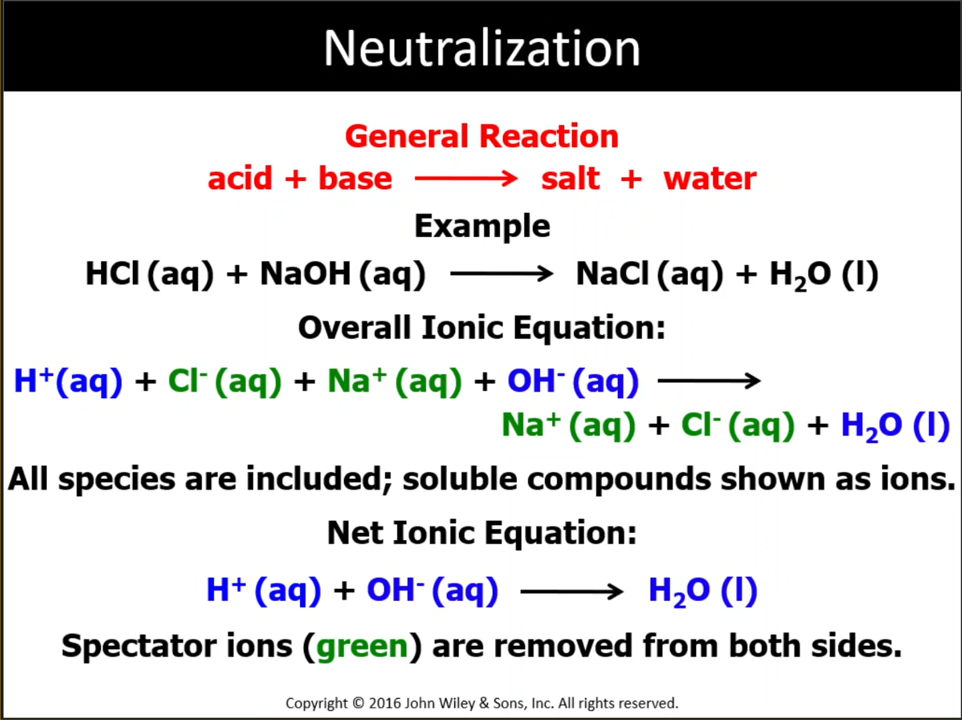 Neutralization
General Reaction
acid + base ⟶ salt + water
Example
HCl (aq) + NaOH (aq) ⟶ NaCl (aq) + H₂O (l)
Overall Ionic Equation:
H⁺(aq) + Cl⁻ (aq) + Na⁺ (aq) + OH⁻ (aq) ⟶
Na⁺ (aq) + Cl⁻ (aq) + H₂O (l)
All species are included; soluble compounds shown as ions.
Net Ionic Equation:
H⁺ (aq) + OH⁻ (aq) ⟶ H₂O (l)
Spectator ions (green) are removed from both sides.
Copyright © 2016 John Wiley & Sons, Inc. All rights reserved.